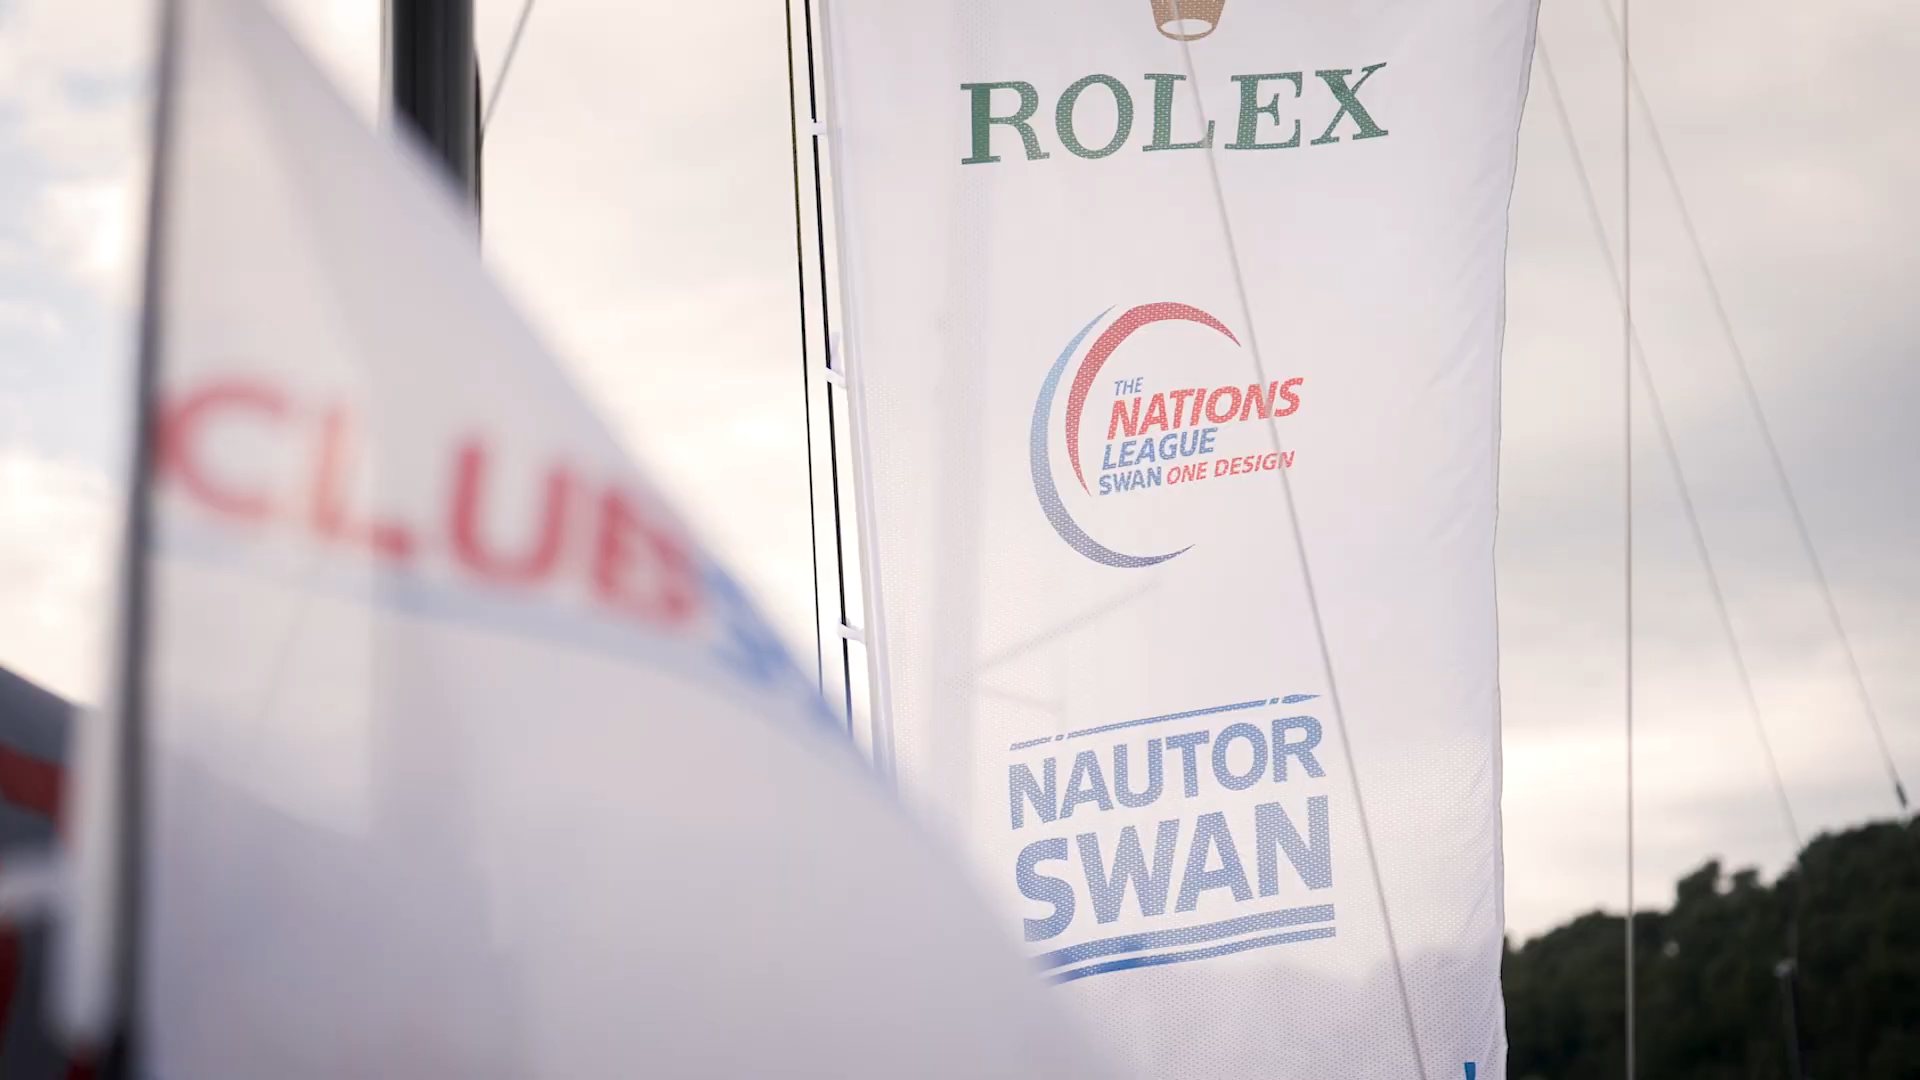 CLUB
ROLEX
THE
NATIONS
LEAGUE
SWAN ONE DESIGN
NAUTOR
SWAN